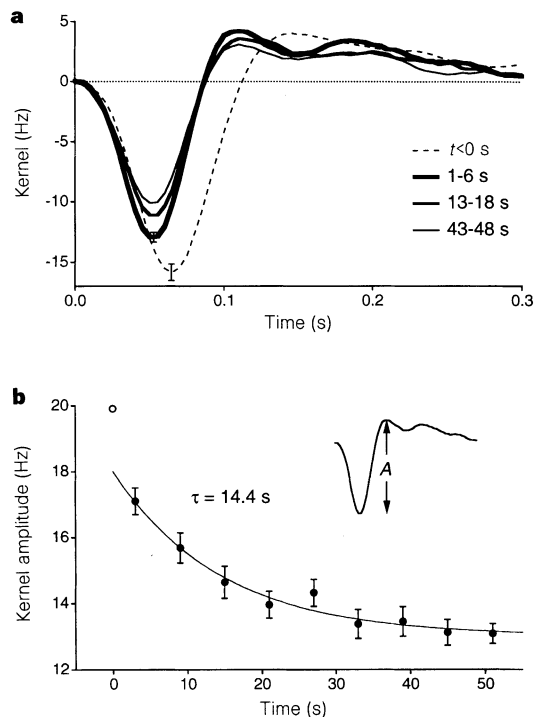 a
5
0
-5
-10
-15
Kernel (Hz)
t<0 s
1-6 s
13-18 s
43-48 s
0.0 0.1 0.2 0.3
Time (s)
b
20
18
16
14
12
Kernel amplitude (Hz)
τ = 14.4 s
A
0 10 20 30 40 50
Time (s)